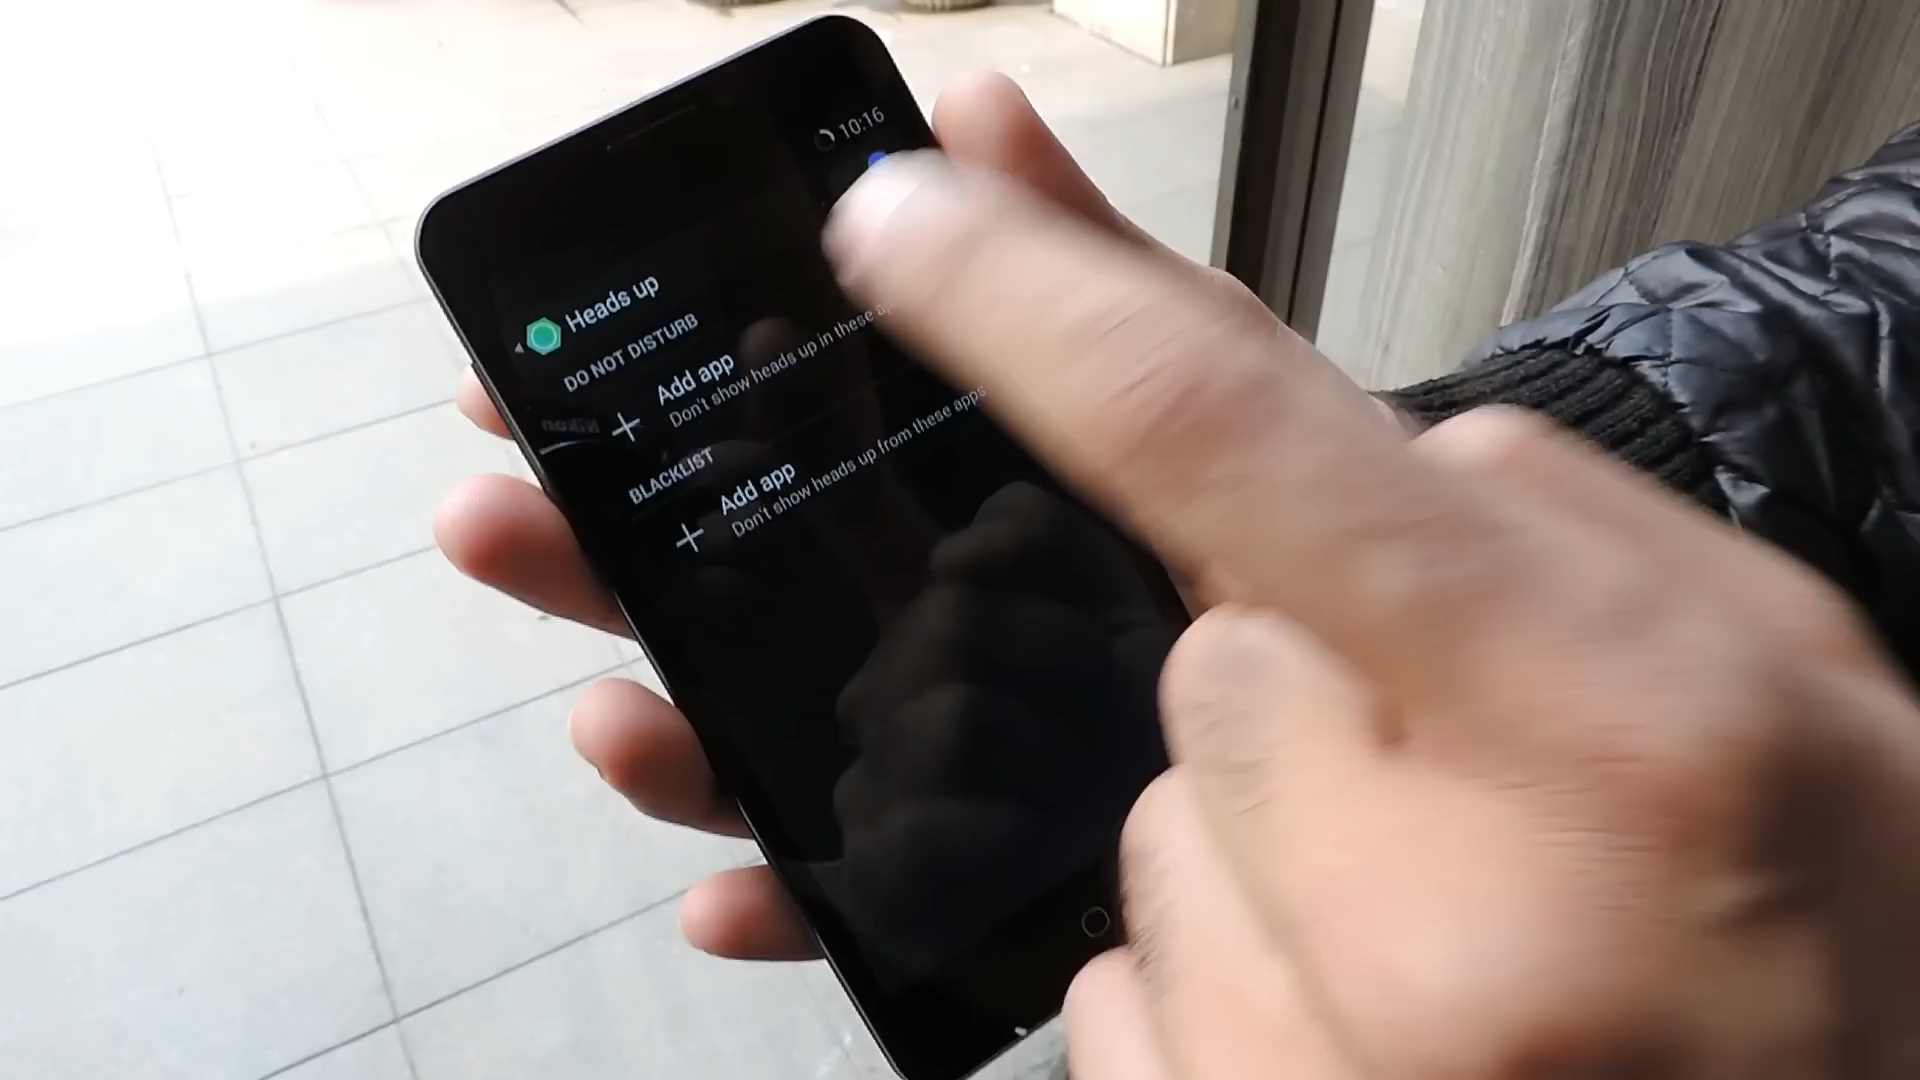 10:16
Heads up
DO NOT DISTURB
Add app
Don't show heads up in these
BLACKLIST
Add app
Don't show heads up from these apps